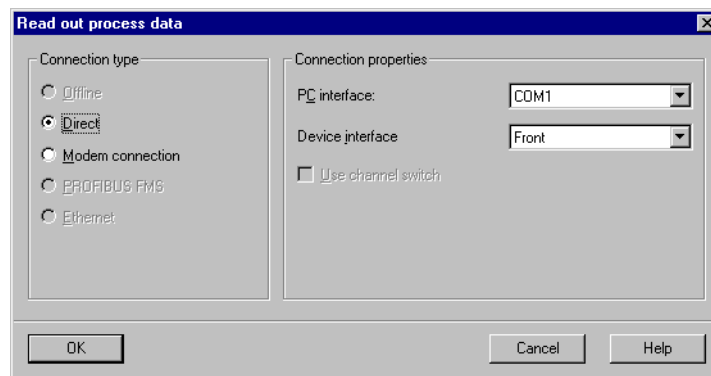 Read out process data
Connection type
Offline
Direct
Modem connection
PROFIBUS FMS
Ethernet
Connection properties
PC interface:
COM1
Device interface
Front
Use channel switch
OK
Cancel
Help